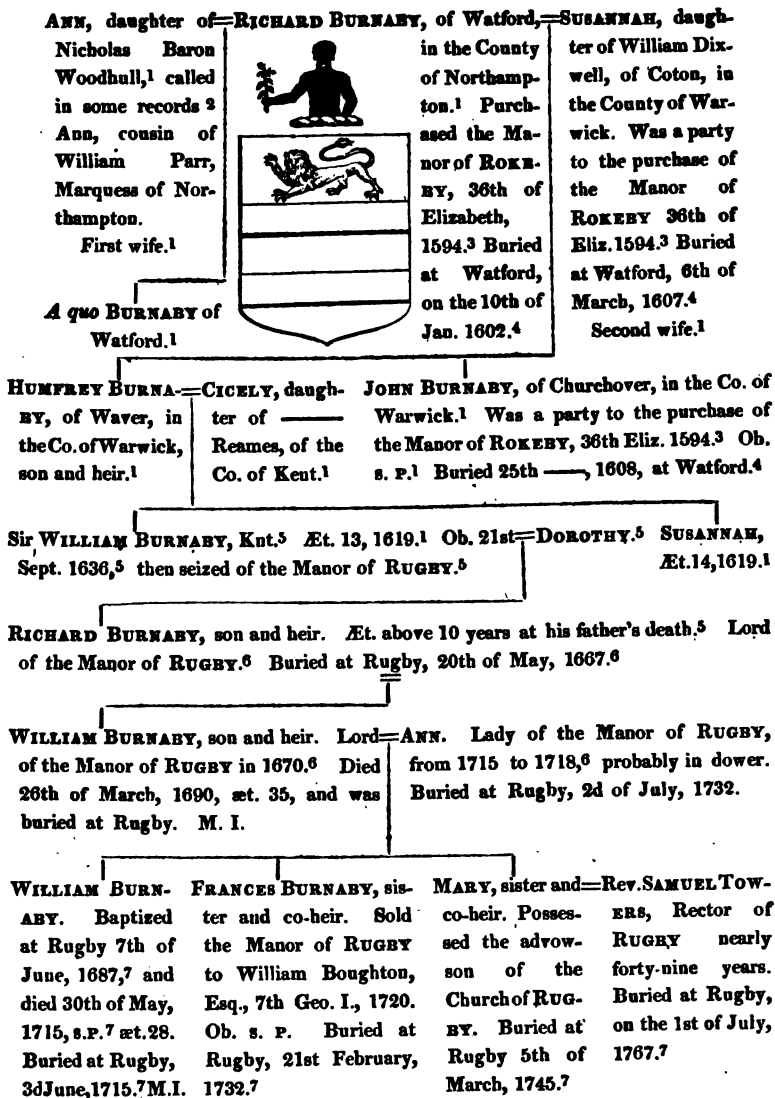 ANN, daughter of=RICHARD BURNABY, of Watford,=SUSANNAH, daugh-
Nicholas Baron
Woodhull,¹ called
in some records ²
Ann, cousin of
William Parr,
Marquess of Nor-
thampton.
First wife.¹
in the County
of Northamp-
ton.¹ Purch-
ased the Ma-
nor of ROKE-
BY, 36th of
Elizabeth,
1594.³ Buried
at Watford,
on the 10th of
Jan. 1602.⁴
ter of William Dix-
well, of Coton, in
the County of War-
wick. Was a party
to the purchase of
the Manor of
ROKEBY 36th of
Eliz. 1594.³ Buried
at Watford, 6th of
March, 1607.⁴
Second wife.¹
A quo BURNABY of
Watford.¹
HUMFREY BURNA-=CICELY, daugh-
BY, of Waver, in
the Co. of Warwick,
son and heir.¹
ter of ———
Reames, of the
Co. of Kent.¹
JOHN BURNABY, of Churchover, in the Co. of
Warwick.¹ Was a party to the purchase of
the Manor of ROKEBY, 36th Eliz. 1594.³ Ob.
S. P.¹ Buried 25th ——, 1608, at Watford.⁴
Sir WILLIAM BURNABY, Knt.⁵ Æt. 13, 1619.¹ Ob. 21st=DOROTHY.⁵
Sept. 1636,⁵ then seized of the Manor of RUGBY.⁵
SUSANNAH,
Æt.14,1619.¹
RICHARD BURNABY, son and heir. Æt. above 10 years at his father's death.⁵ Lord
of the Manor of RUGBY.⁶ Buried at Rugby, 20th of May, 1667.⁶
WILLIAM BURNABY, son and heir. Lord=ANN. Lady of the Manor of RUGBY,
of the Manor of RUGBY in 1670.⁶ Died
26th of March, 1690, æt. 35, and was
buried at Rugby. M. I.
from 1715 to 1718,⁶ probably in dower.
Buried at Rugby, 2d of July, 1732.
WILLIAM BURN-
ABY. Baptized
at Rugby 7th of
June, 1687,⁷ and
died 30th of May,
1715, S.P.⁷ æt.28.
Buried at Rugby,
3dJune,1715.⁷M.I.
FRANCES BURNABY, sis-
ter and co-heir. Sold
the Manor of RUGBY
to William Boughton,
Esq., 7th Geo. I., 1720.
Ob. S. P. Buried at
Rugby, 21st February,
1732.⁷
MARY, sister and=Rev. SAMUEL TOW-
co-heir. Posses-
sed the advow-
son of the
Church of RUG-
BY. Buried at
Rugby 5th of
March, 1745.⁷
ERS, Rector of
RUGBY nearly
forty-nine years.
Buried at Rugby,
on the 1st of July,
1767.⁷